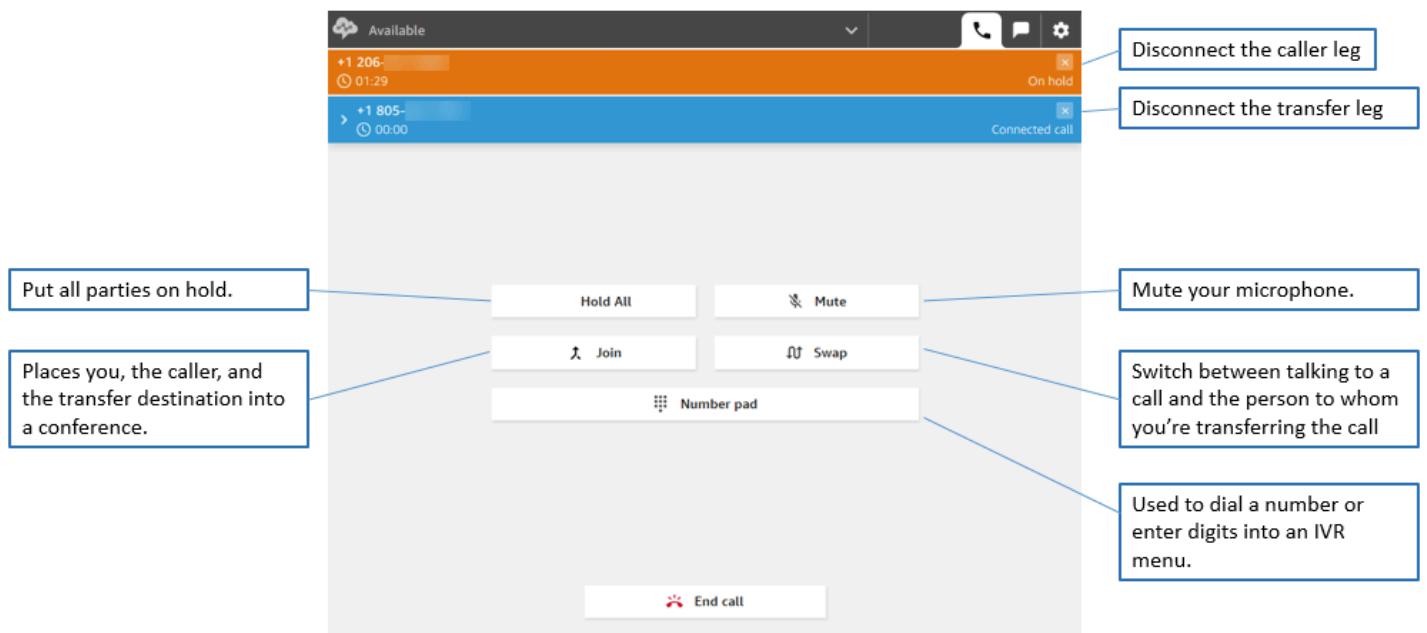 Available
+1 206-
01:29
On hold
+1 805-
00:00
Connected call
Disconnect the caller leg
Disconnect the transfer leg
Put all parties on hold.
Hold All
Mute
Mute your microphone.
Places you, the caller, and
the transfer destination into
a conference.
Join
Swap
Switch between talking to a
call and the person to whom
you’re transferring the call
Number pad
Used to dial a number or
enter digits into an IVR
menu.
End call